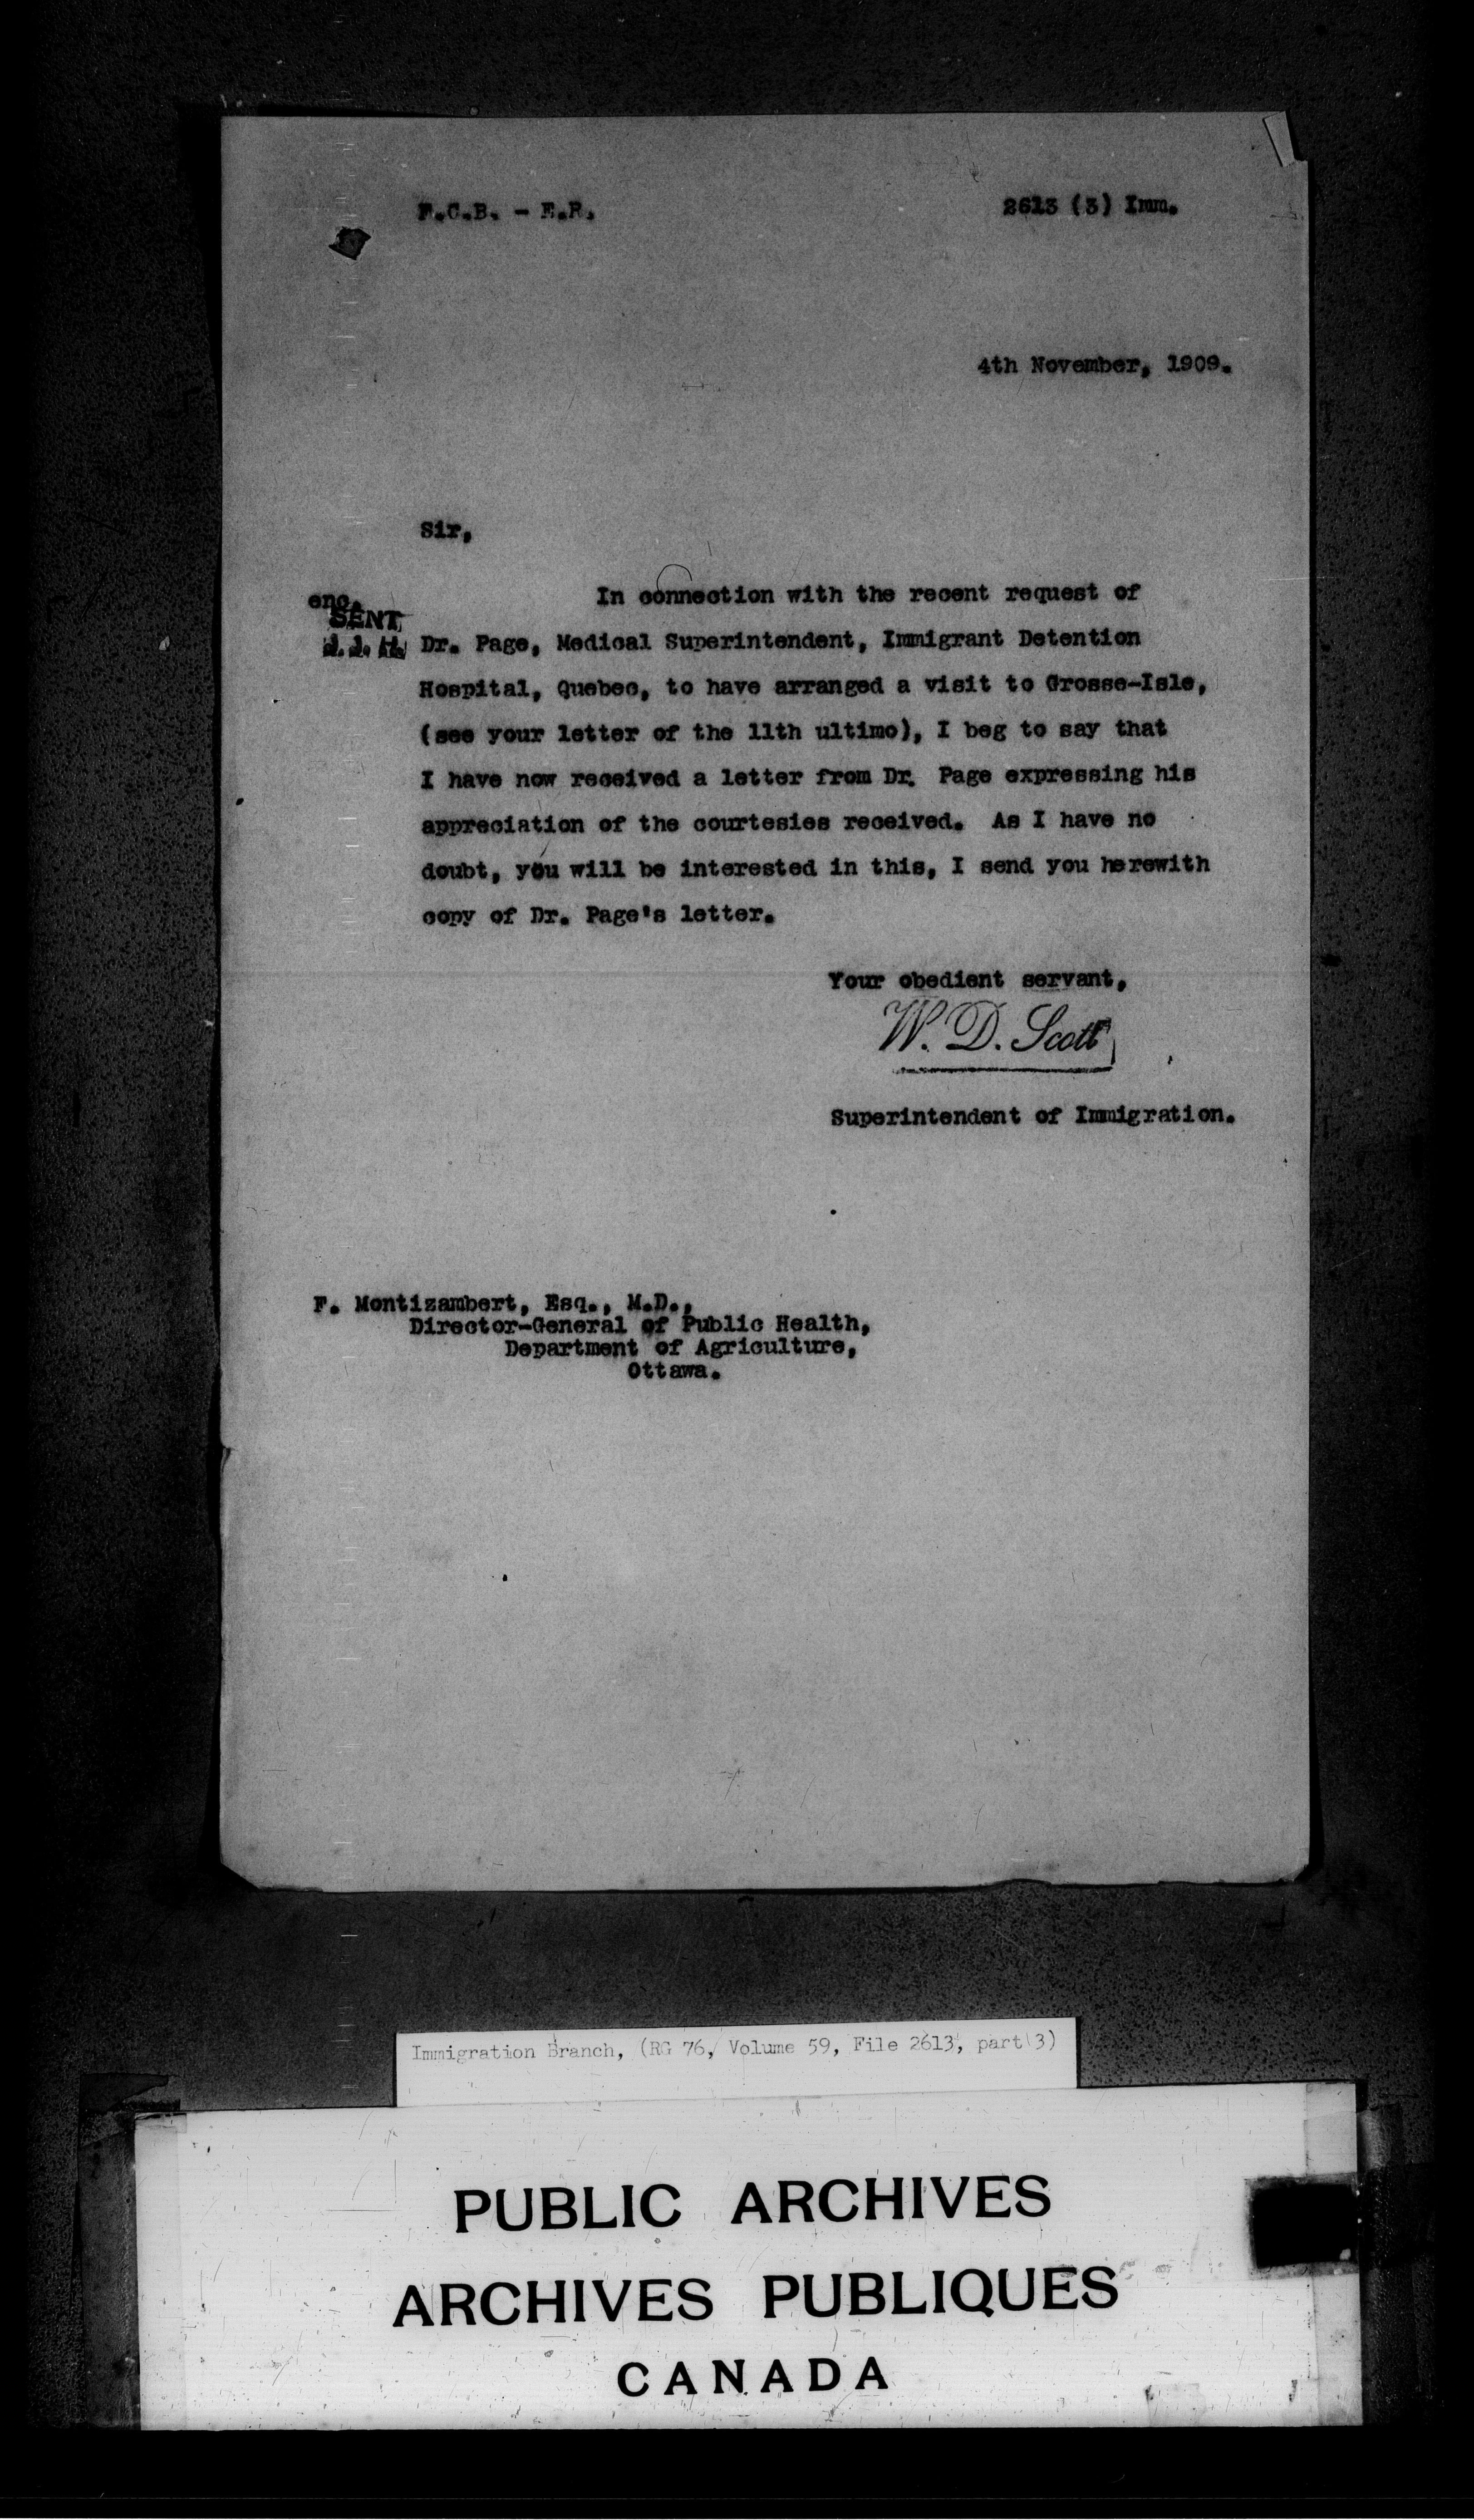 F.C.B. - E.R.
2613 (3) Imm.
4th November, 1909.
Sir,
enc.
SENT
In connection with the recent request of
Dr. Page, Medical Superintendent, Immigrant Detention
Hospital, Quebec, to have arranged a visit to Grosse-Isle,
(see your letter of the 11th ultimo), I beg to say that
I have now received a letter from Dr. Page expressing his
appreciation of the courtesies received. As I have no
doubt, you will be interested in this, I send you herewith
copy of Dr. Page's letter.
Your obedient servant,
W. D. Scott
Superintendent of Immigration.
F. Montizambert, Esq., M.D.,
Director-General of Public Health,
Department of Agriculture,
Ottawa.
Immigration Branch, (RG 76, Volume 59, File 2613, part 3)
PUBLIC ARCHIVES
ARCHIVES PUBLIQUES
CANADA